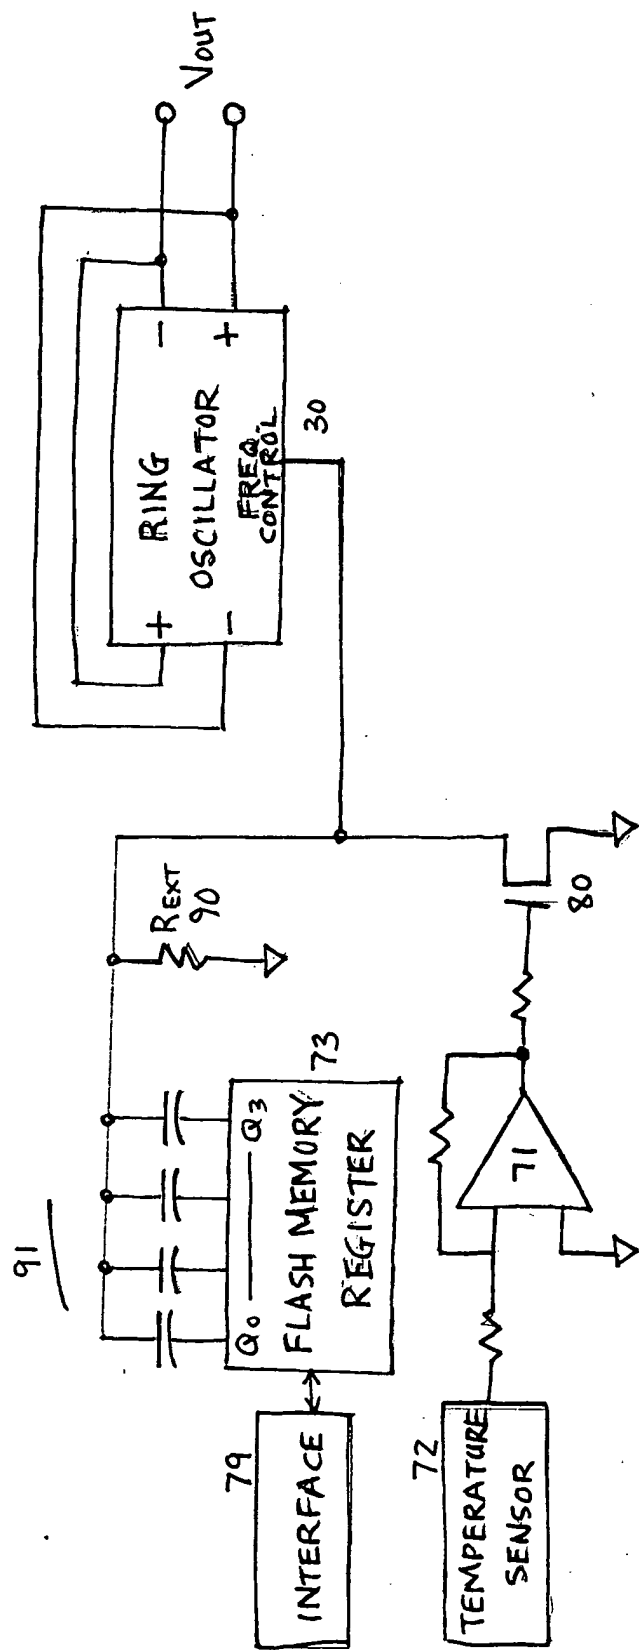 VOUT
- +
RING
OSCILLATOR
FREQ.
CONTROL
+ -
30
REXT
90
91
Q0 Q3
FLASH MEMORY
REGISTER
73
79
INTERFACE
80
71
72
TEMPERATURE
SENSOR